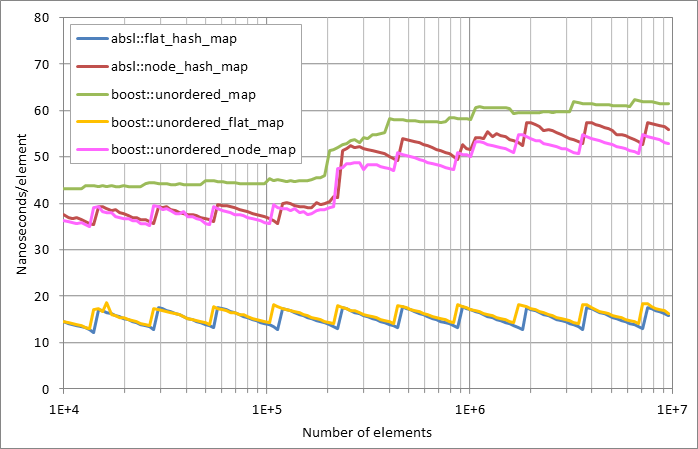 80
70
60
50
40
30
20
10
0
Nanoseconds/element
absl::flat_hash_map
absl::node_hash_map
boost::unordered_map
boost::unordered_flat_map
boost::unordered_node_map
1E+4 1E+5 1E+6 1E+7
Number of elements